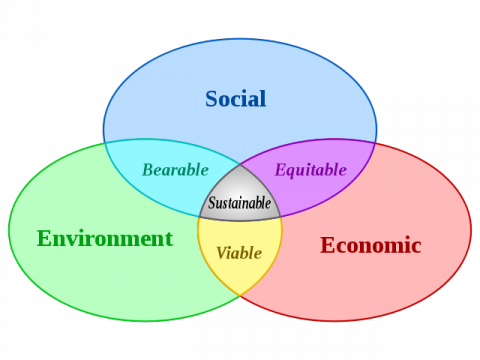 Social
Bearable
Equitable
Sustainable
Environment
Viable
Economic